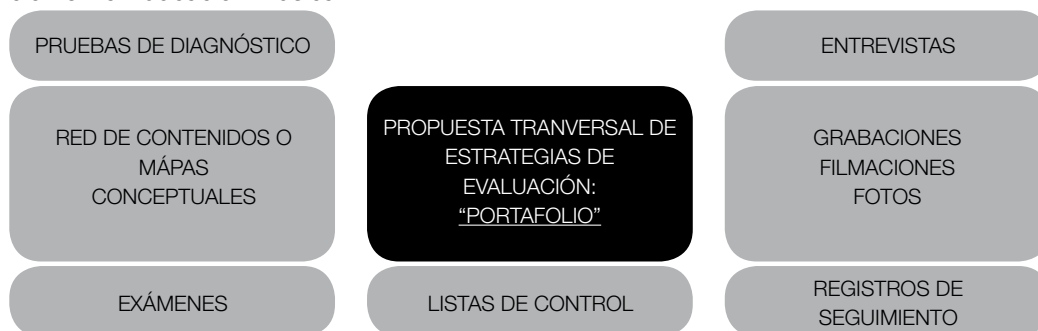 PRUEBAS DE DIAGNÓSTICO
ENTREVISTAS
RED DE CONTENIDOS O
MÁPAS
CONCEPTUALES
PROPUESTA TRANVERSAL DE
ESTRATEGIAS DE
EVALUACIÓN:
“PORTAFOLIO”
GRABACIONES
FILMACIONES
FOTOS
EXÁMENES
LISTAS DE CONTROL
REGISTROS DE
SEGUIMIENTO